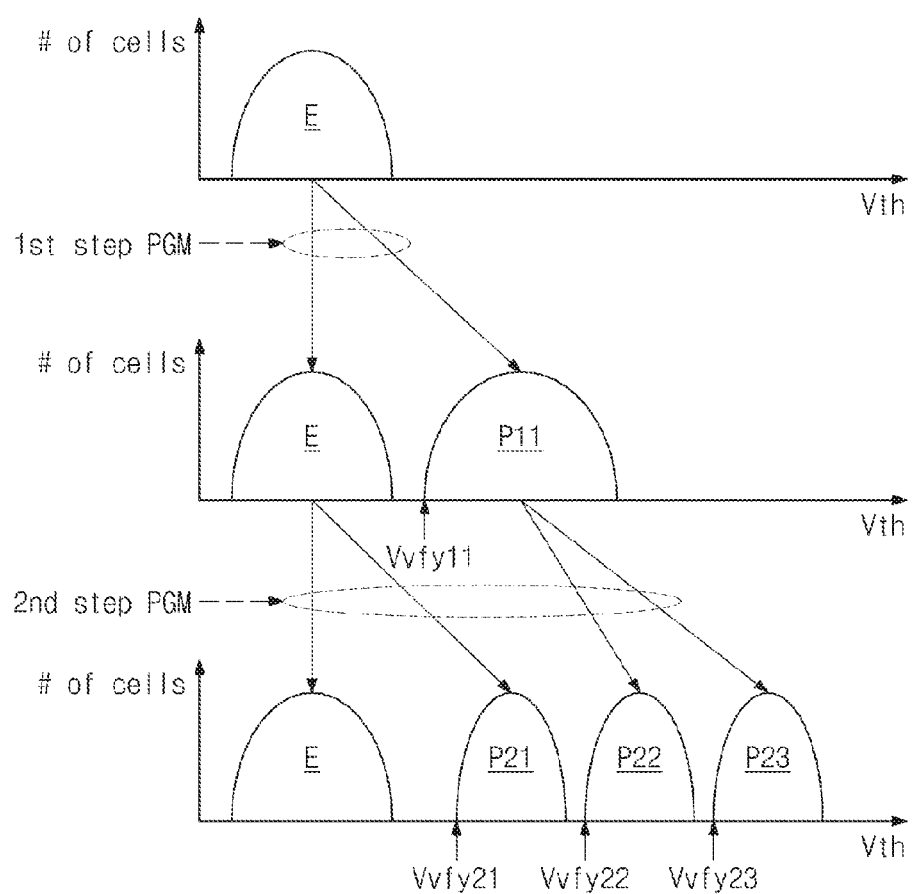 # of cells
E
Vth
1st step PGM
# of cells
E
P11
Vth
Vvfy11
2nd step PGM
# of cells
E
P21
P22
P23
Vth
Vvfy21
Vvfy22
Vvfy23